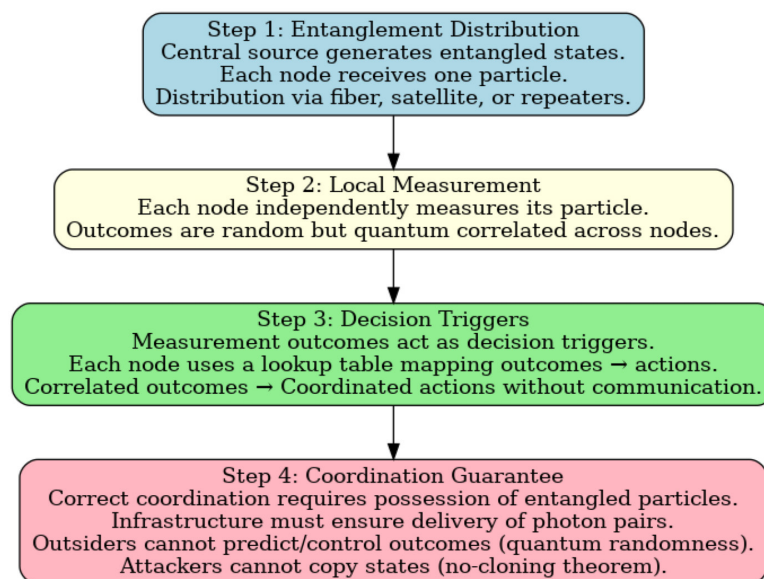 Step 1: Entanglement Distribution
Central source generates entangled states.
Each node receives one particle.
Distribution via fiber, satellite, or repeaters.
Step 2: Local Measurement
Each node independently measures its particle.
Outcomes are random but quantum correlated across nodes.
Step 3: Decision Triggers
Measurement outcomes act as decision triggers.
Each node uses a lookup table mapping outcomes → actions.
Correlated outcomes → Coordinated actions without communication.
Step 4: Coordination Guarantee
Correct coordination requires possession of entangled particles.
Infrastructure must ensure delivery of photon pairs.
Outsiders cannot predict/control outcomes (quantum randomness).
Attackers cannot copy states (no-cloning theorem).